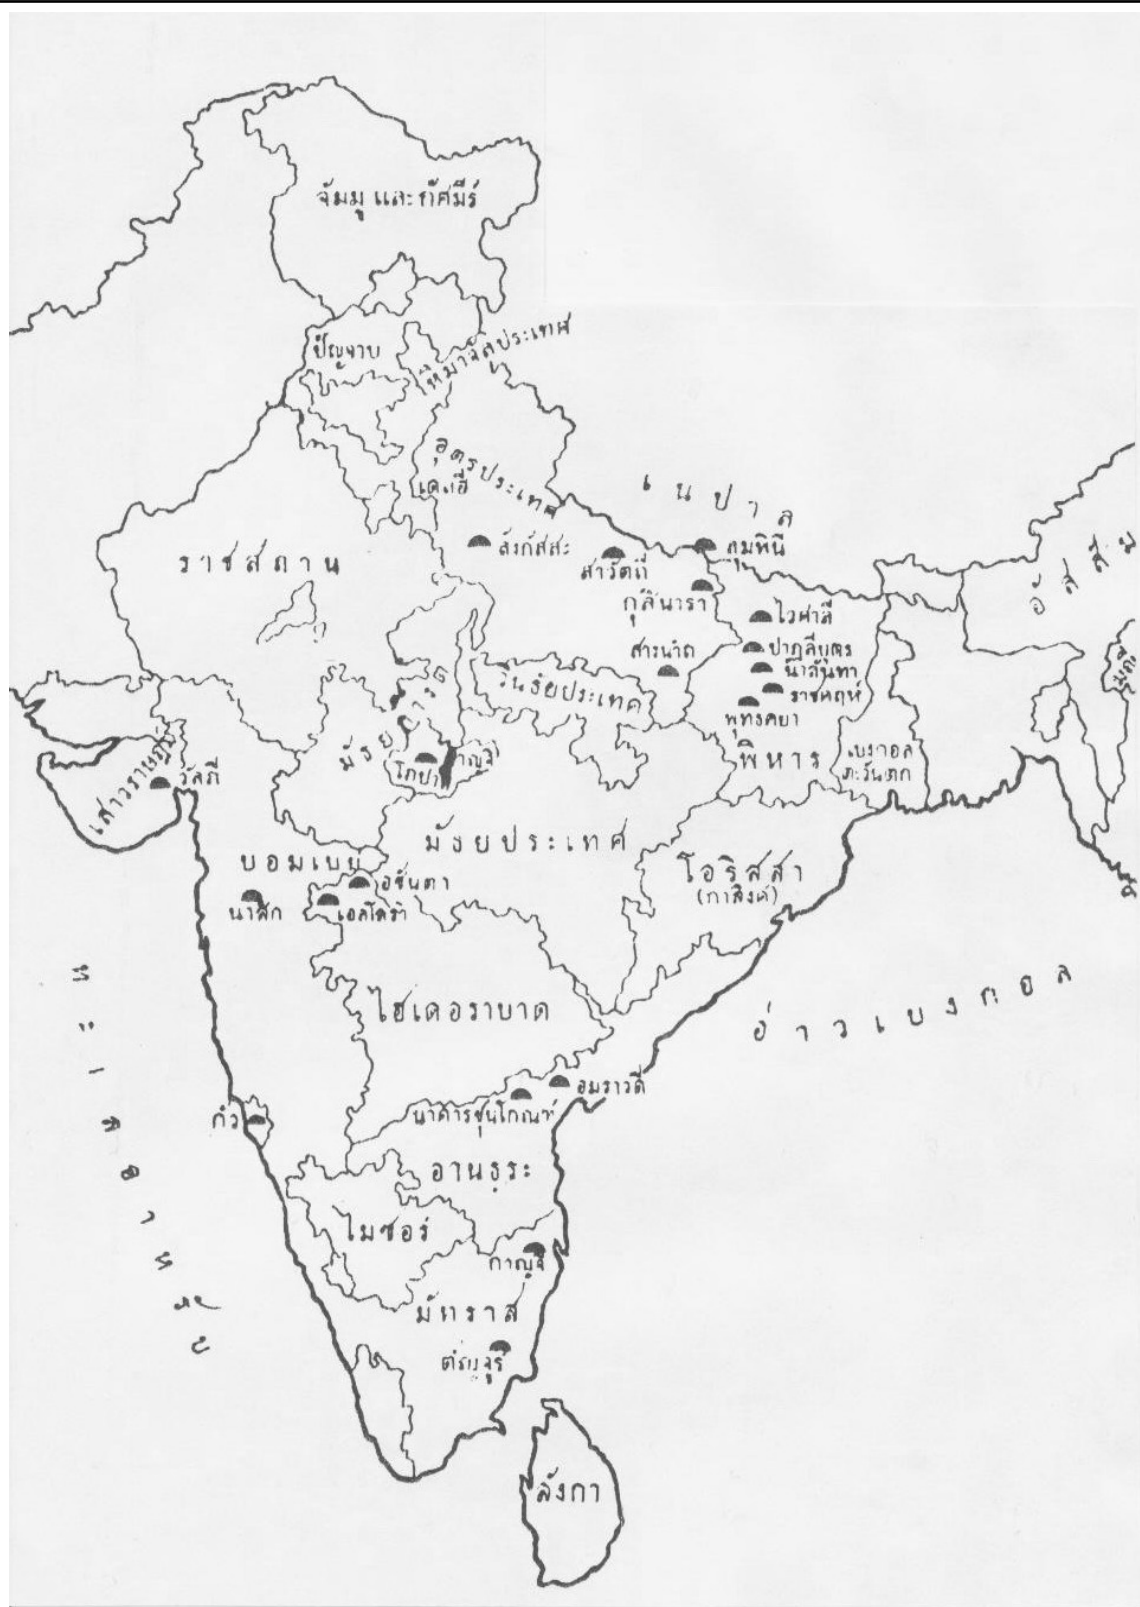 จัมมู และ กัศมีร์
ปัญจาบ
หิมาจัลประเทศ
อุตรประเทศ
เดลฮี
เนปาล
สังกัสสะ
สาวัตถี
ลุมพินี
กุสินารา
ราชสถาน
อัสสัม
ไวศาลี
ปาฏลีบุตร
สารนาถ
นาลันทา
ราชคฤห์
วินธัยประเทศ
พุทธคยา
มัธยภารต
พิหาร
เบงกอล
ตะวันตก
โภปาล
สาญจี
เสาวราษฎร์
วัลภี
มัธยประเทศ
บอมเบย์
โอริสสา
(กาลิงค์)
อชันตา
นาสิก
เอลโลร่า
ไฮเดอราบาด
อ่าวเบงกอล
อมราวดี
นาคารชุนโกณฑ์
กัว
อานธระ
ไมซอร์
กาญจี
มัทราส
ตันจูร์
ลังกา